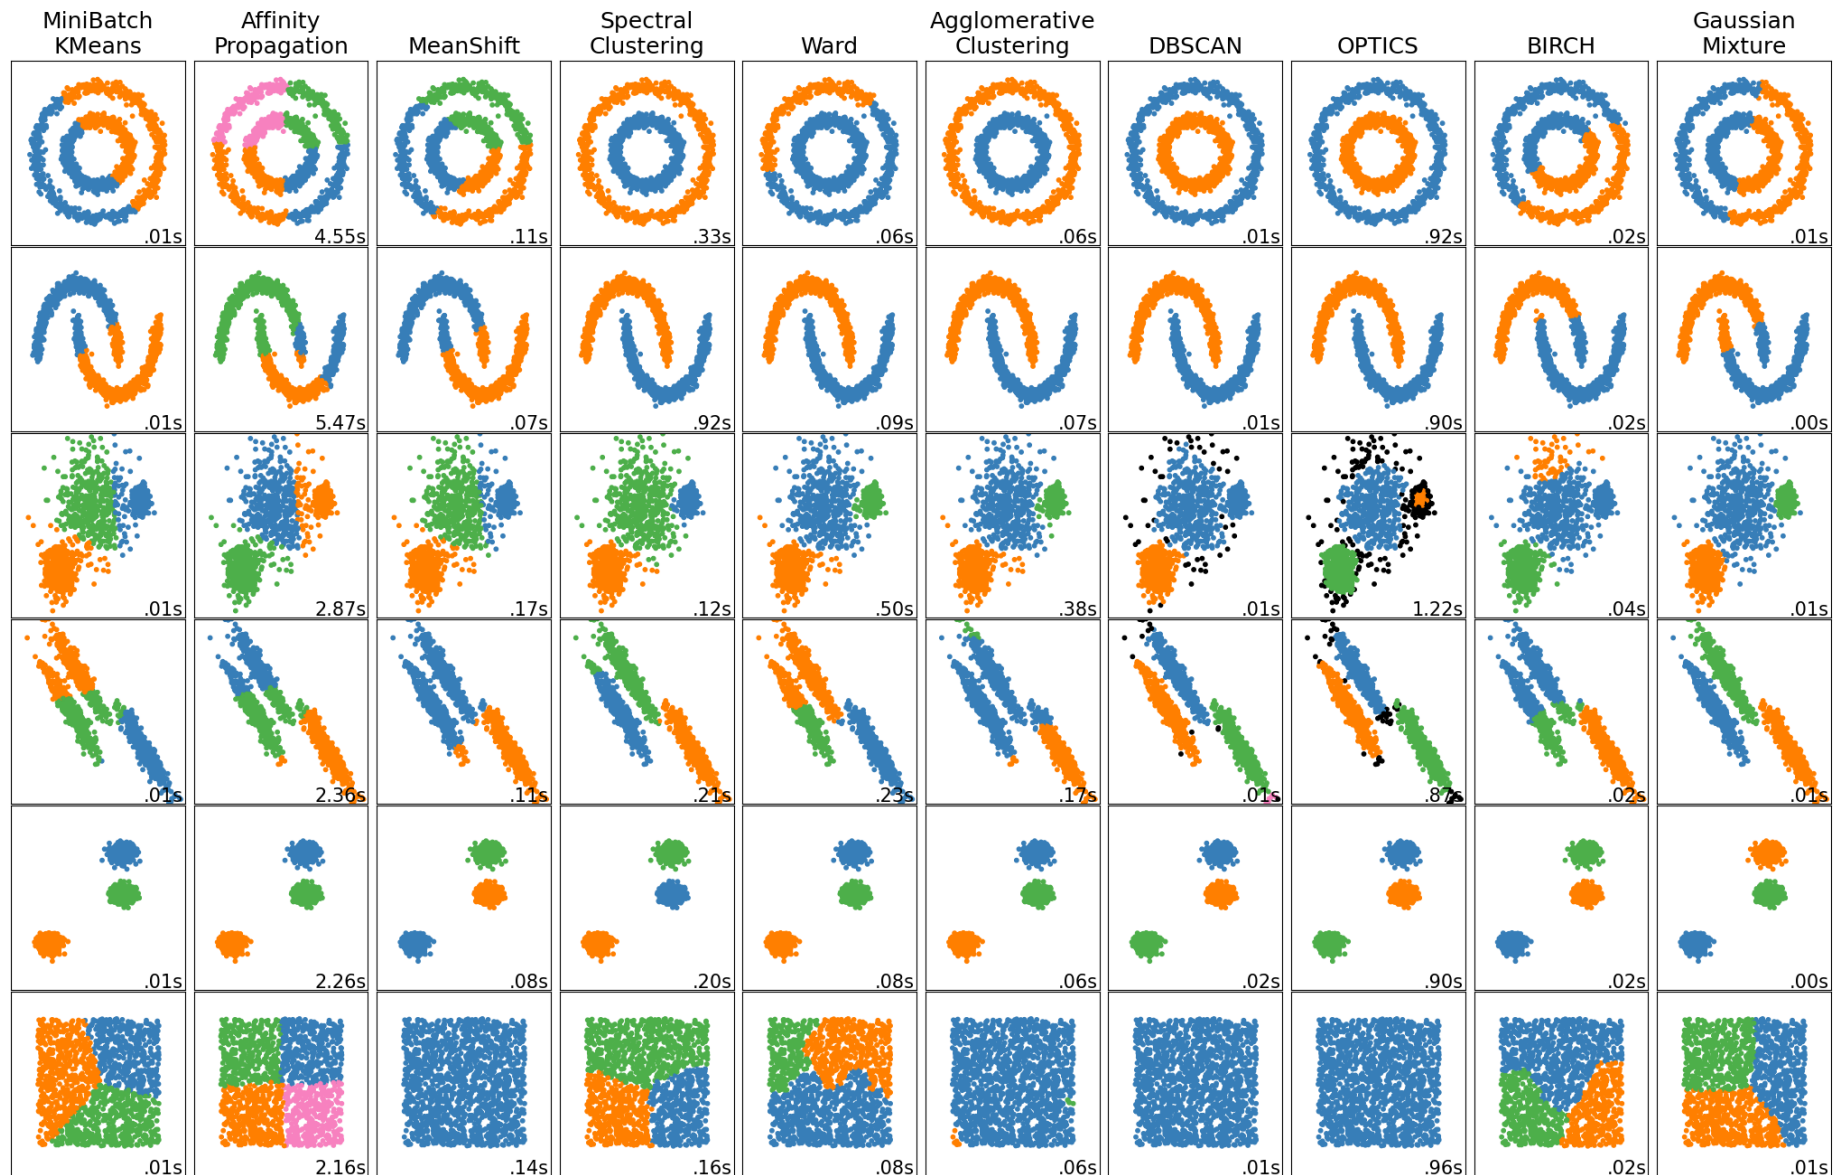 MiniBatch
KMeans
Affinity
Propagation
MeanShift
Spectral
Clustering
Ward
Agglomerative
Clustering
DBSCAN
OPTICS
BIRCH
Gaussian
Mixture
.01s
4.55s
.11s
.33s
.06s
.06s
.01s
.92s
.02s
.01s
.01s
5.47s
.07s
.92s
.09s
.07s
.01s
.90s
.02s
.00s
.01s
2.87s
.17s
.12s
.50s
.38s
.01s
1.22s
.04s
.01s
.01s
2.36s
.11s
.21s
.23s
.17s
.01s
.87s
.02s
.01s
.01s
2.26s
.08s
.20s
.08s
.06s
.02s
.90s
.02s
.00s
.01s
2.16s
.14s
.16s
.08s
.06s
.01s
.96s
.02s
.01s